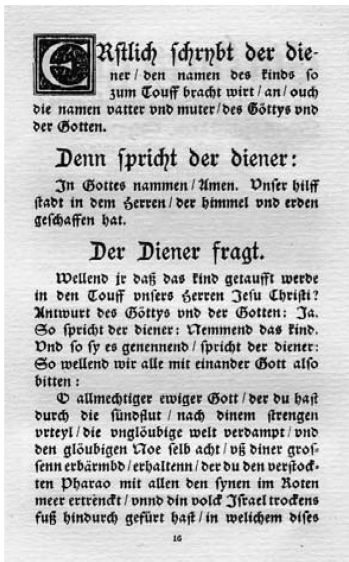 ERstlich schrybt der die-
ner / den namen des kinds so
zum Touff bracht wirt / an / ouch
die namen vatter vnd muter / des Göttys vnd
der Gotten.
Denn spricht der diener:
In Gottes nammen / Amen. Vnser hilff
stadt in dem Herren / der himmel vnd erden
geschaffen hat.
Der Diener fragt.
Wellend jr daß das kind getaufft werde
in den Touff vnsers Herren Jesu Christi?
Antwurt des Göttys vnd der Gotten: Ja.
So spricht der diener: Nemmend das kind.
Vnd so sy es genennend / spricht der diener:
So wellend wir alle mit einander Gott also
bitten:
O allmechtiger ewiger Gott / der du hast
durch die sündflut / nach dinem strengen
vrteyl / die vnglöubige welt verdampt / vnd
den glöubigen Noe selb acht / vß diner gros-
senn erbärmbd / erhaltenn / der du den verstock-
ten Pharao mit allen den synen im Roten
meer ertrenckt / vnnd din volck Israel trockens
fuß hindurch gefürt hast / in welichem dises
16